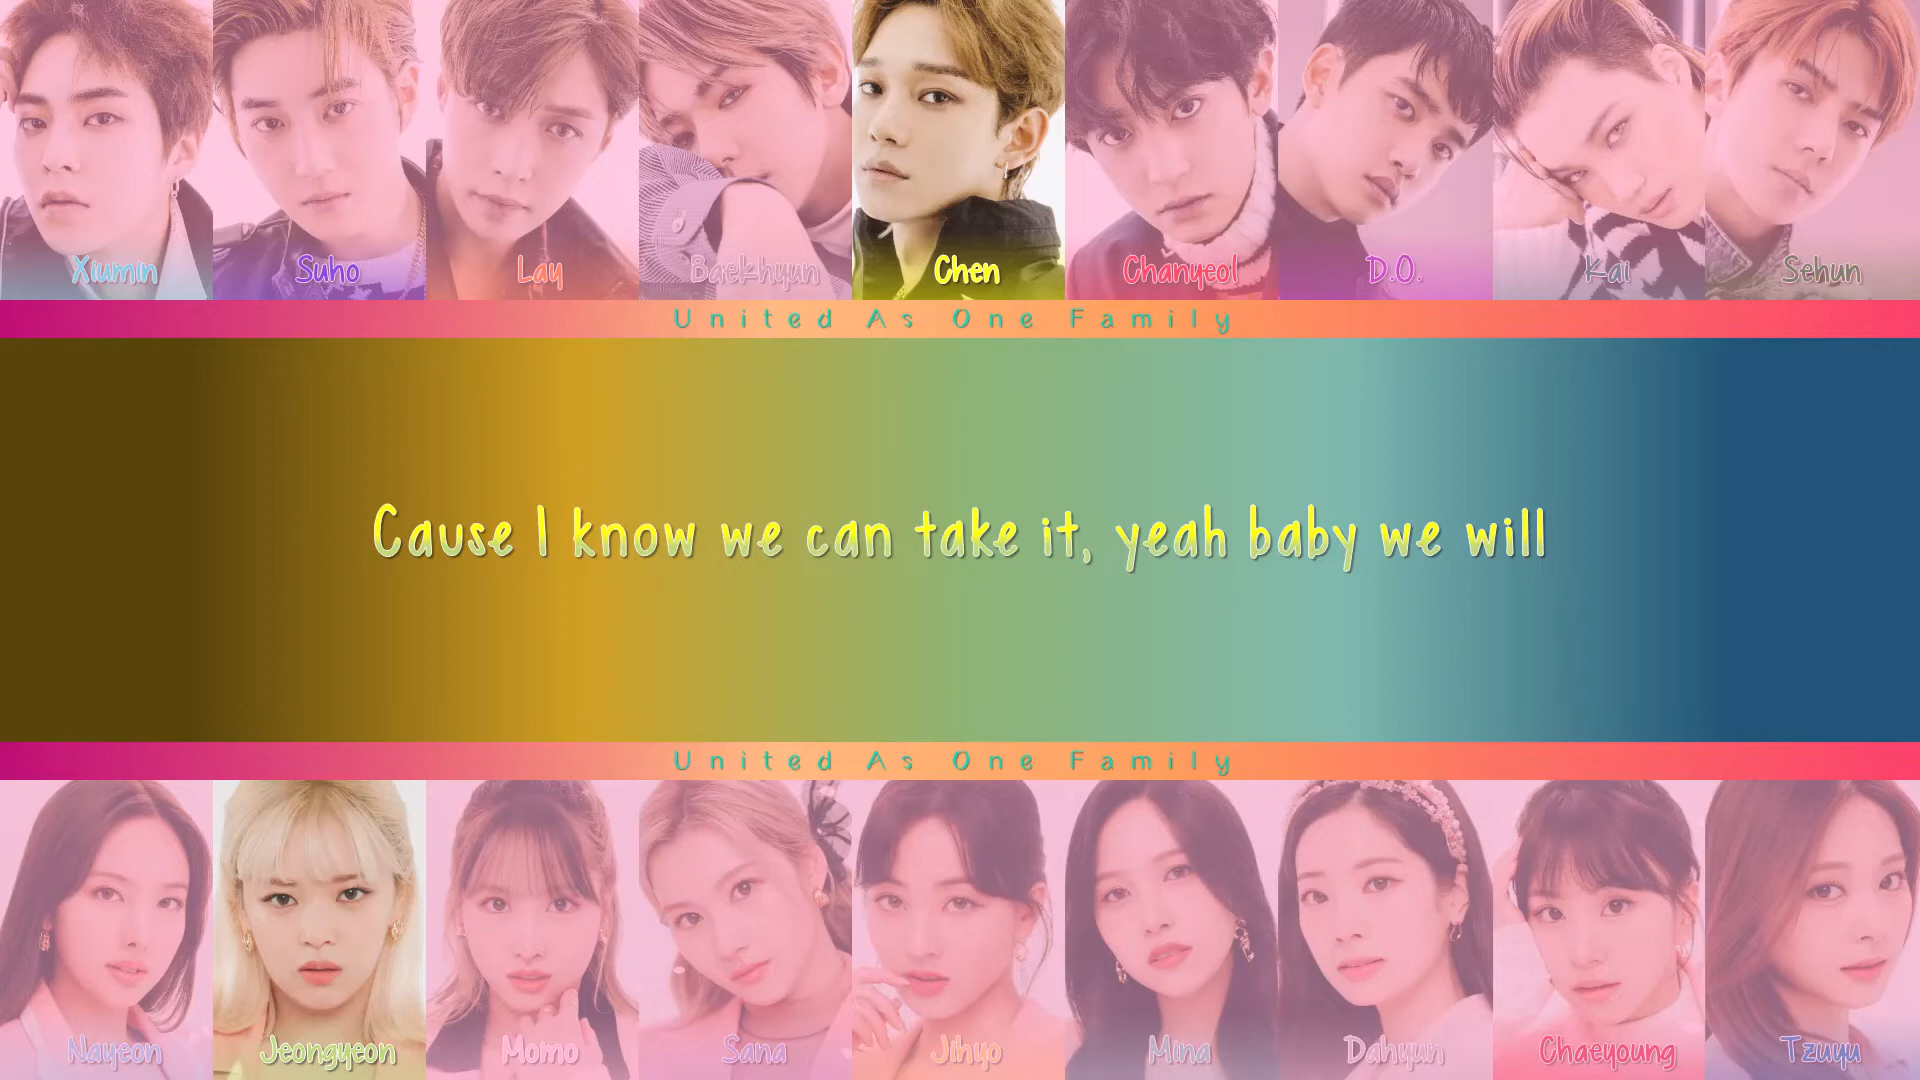 Xiumin Suho Lay Baekhyun Chen Chanyeol D.O. Kai Sehun
United As One Family
Cause I know we can take it, yeah baby we will
United As One Family
Nayeon Jeongyeon Momo Sana Jihyo Mina Dahyun Chaeyoung Tzuyu